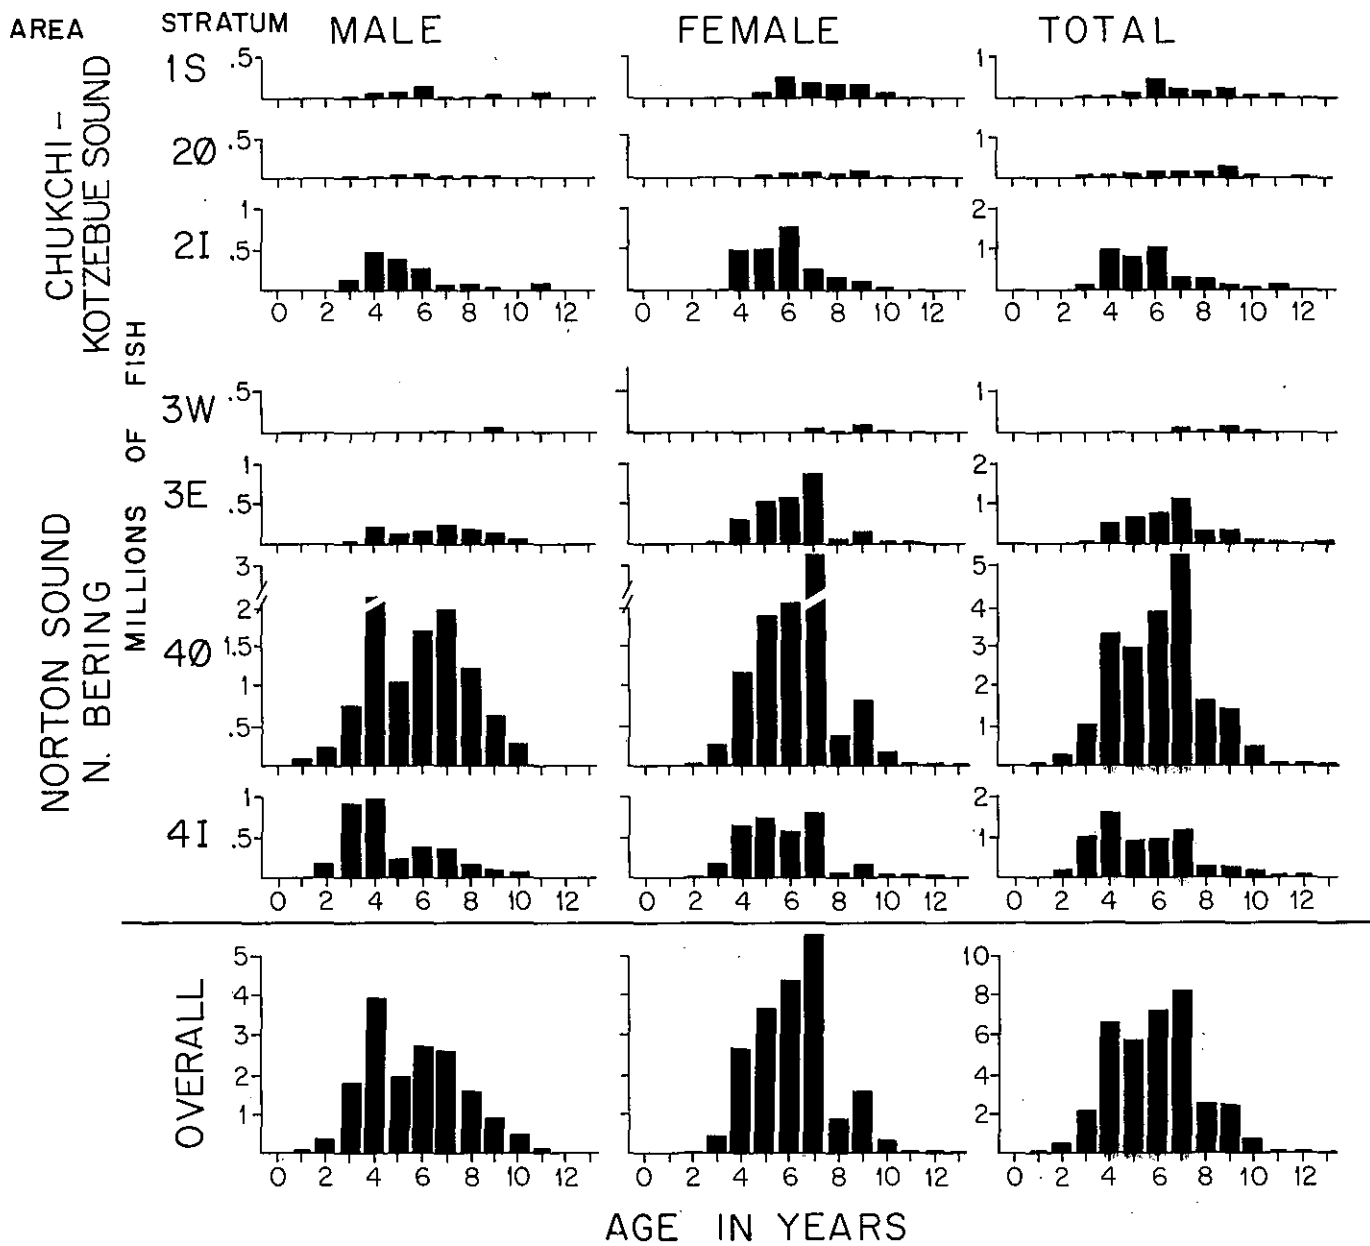 AREA STRATUM MALE FEMALE TOTAL
CHUKCHI –
KOTZEBUE SOUND
MILLIONS OF FISH
NORTON SOUND
N. BERING
1S .5 1
2Ø .5 1
2I 1 2
.5 1
0 2 4 6 8 10 12 0 2 4 6 8 10 12 0 2 4 6 8 10 12
3W .5 1
3E 1 2
.5 1
4Ø 3 5
2 4
1.5 3
1 2
.5 1
4I 1 2
.5 1
0 2 4 6 8 10 12 0 2 4 6 8 10 12 0 2 4 6 8 10 12
OVERALL
5 10
4 8
3 6
2 4
1 2
0 2 4 6 8 10 12 0 2 4 6 8 10 12 0 2 4 6 8 10 12
AGE IN YEARS